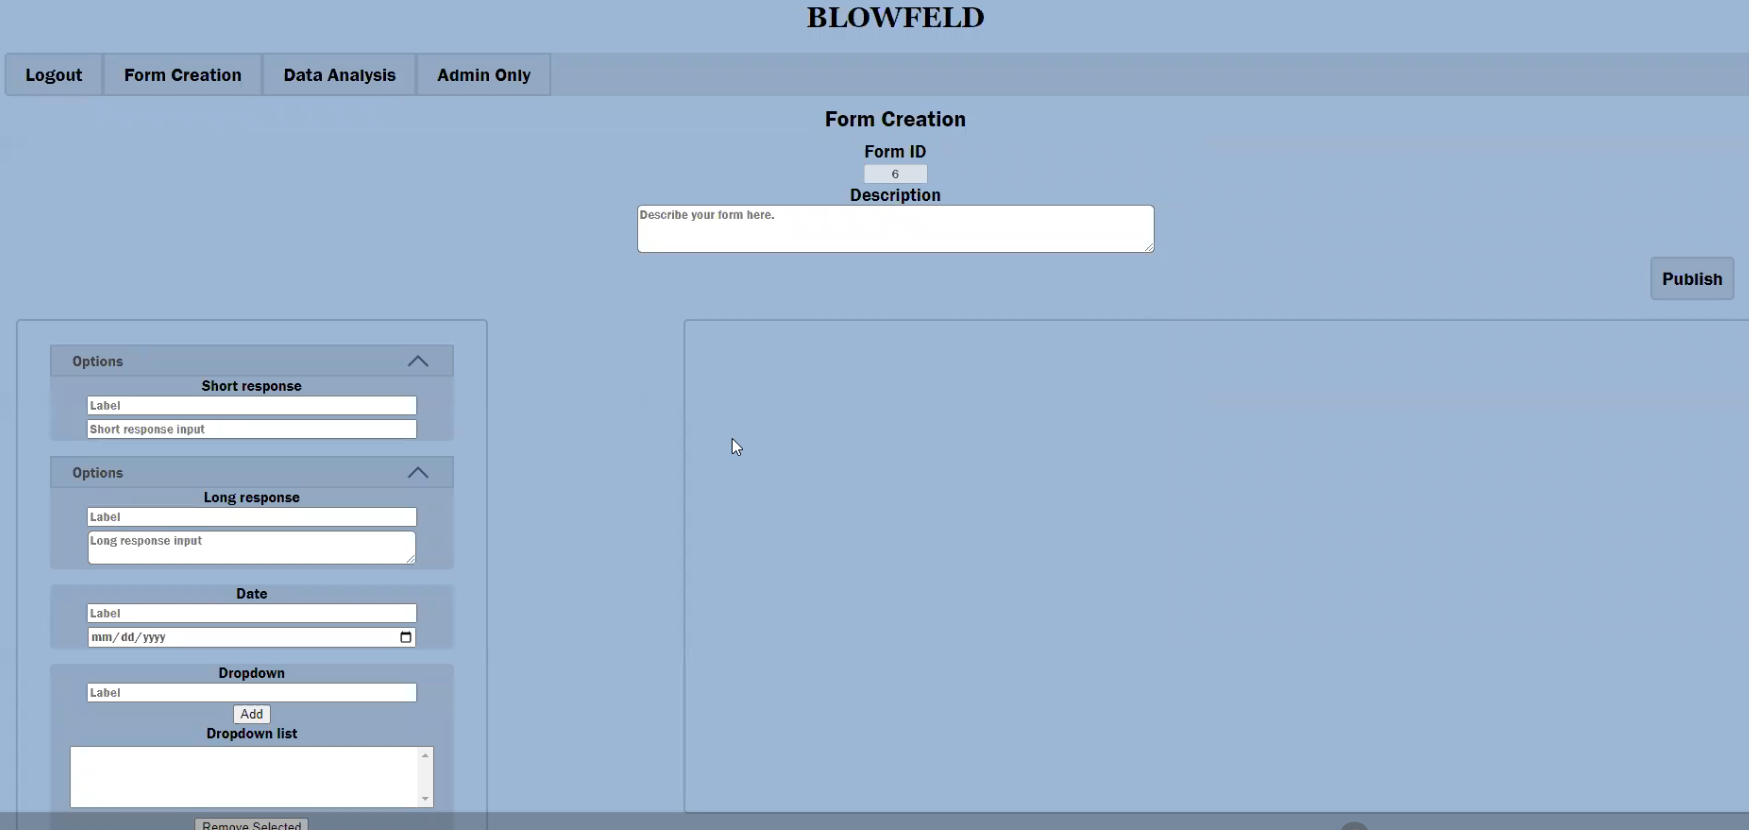 BLOWFELD
Logout Form Creation Data Analysis Admin Only
Form Creation
Form ID
6
Description
Describe your form here.
Publish
Options
Short response
Label
Short response input
Options
Long response
Label
Long response input
Date
Label
mm/dd/yyyy
Dropdown
Label
Add
Dropdown list
Remove Selected